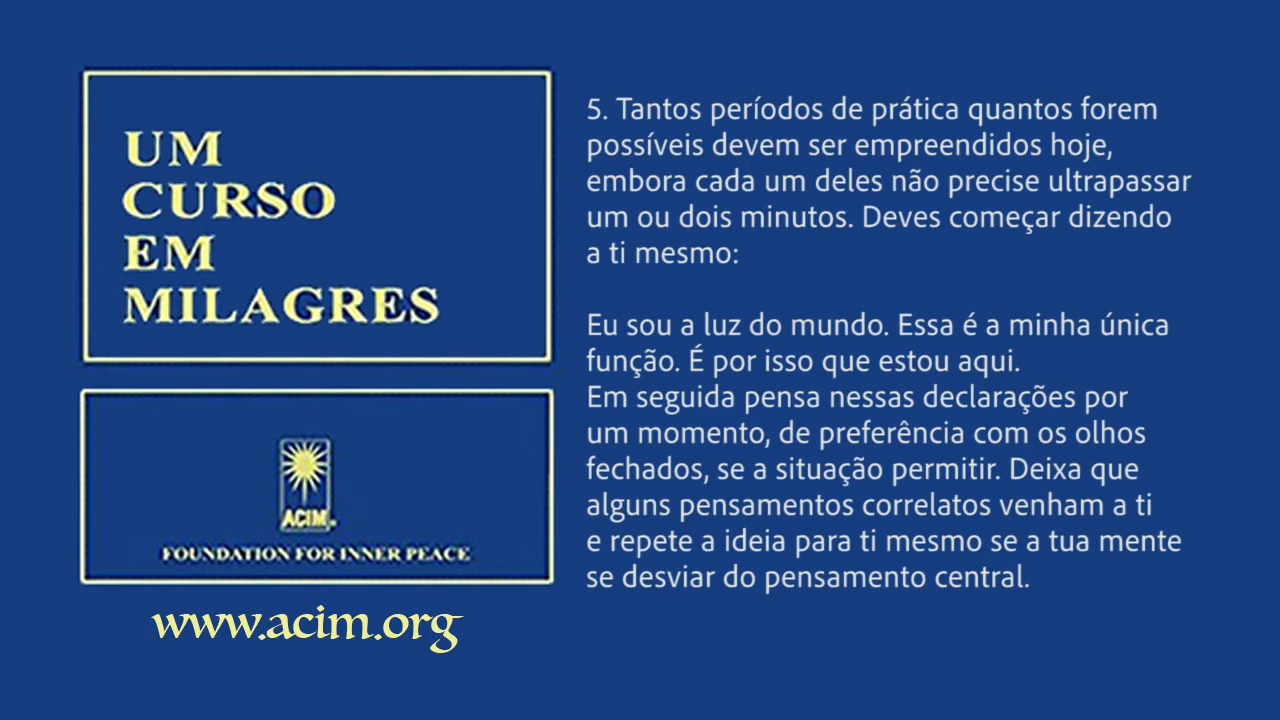 UM
CURSO
EM
MILAGRES
ACIM
FOUNDATION FOR INNER PEACE
www.acim.org
5. Tantos períodos de prática quantos forem
possíveis devem ser empreendidos hoje,
embora cada um deles não precise ultrapassar
um ou dois minutos. Deves começar dizendo
a ti mesmo:
Eu sou a luz do mundo. Essa é a minha única
função. É por isso que estou aqui.
Em seguida pensa nessas declarações por
um momento, de preferência com os olhos
fechados, se a situação permitir. Deixa que
alguns pensamentos correlatos venham a ti
e repete a ideia para ti mesmo se a tua mente
se desviar do pensamento central.